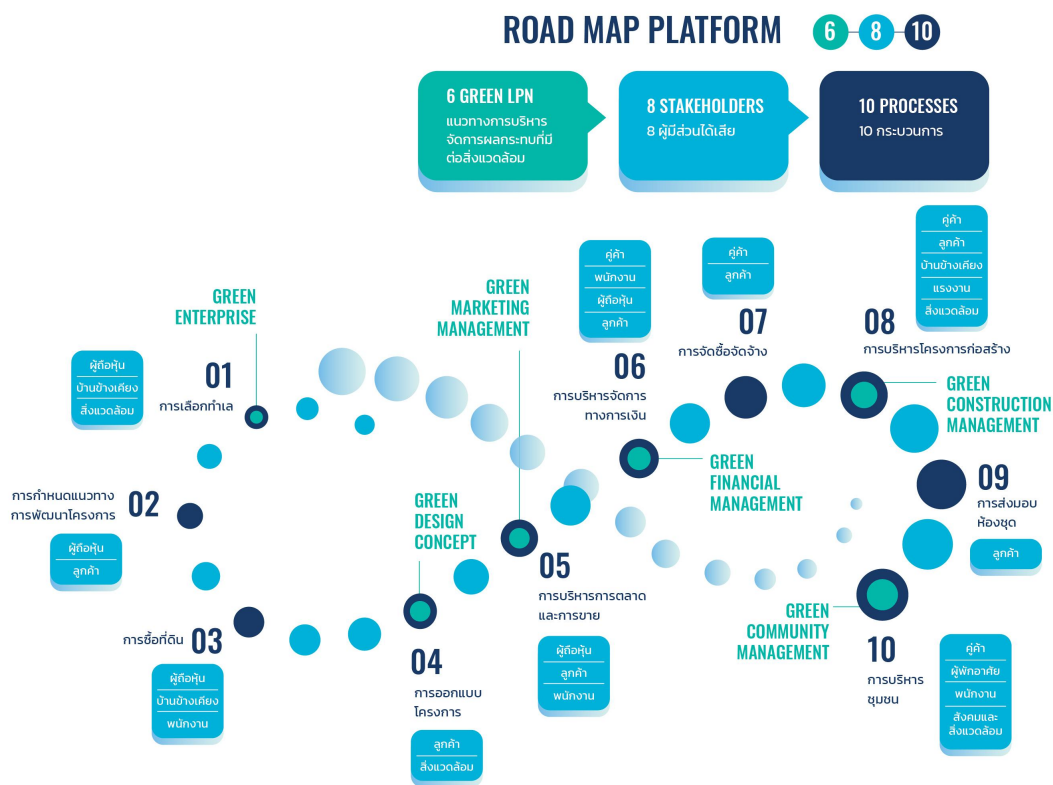 ROAD MAP PLATFORM 6 8 10
6 GREEN LPN
แนวทางการบริหาร
จัดการผลกระทบที่มี
ต่อสิ่งแวดล้อม
8 STAKEHOLDERS
8 ผู้มีส่วนได้เสีย
10 PROCESSES
10 กระบวนการ
GREEN
ENTERPRISE
01
การเลือกทำเล
ผู้ถือหุ้น
บ้านข้างเคียง
สิ่งแวดล้อม
02
การกำหนดแนวทาง
การพัฒนาโครงการ
ผู้ถือหุ้น
ลูกค้า
03
การซื้อที่ดิน
ผู้ถือหุ้น
บ้านข้างเคียง
พนักงาน
GREEN
DESIGN
CONCEPT
04
การออกแบบ
โครงการ
ลูกค้า
สิ่งแวดล้อม
GREEN
MARKETING
MANAGEMENT
05
การบริหารการตลาด
และการขาย
ผู้ถือหุ้น
ลูกค้า
พนักงาน
คู่ค้า
พนักงาน
ผู้ถือหุ้น
ลูกค้า
06
การบริหารจัดการ
ทางการเงิน
GREEN
FINANCIAL
MANAGEMENT
คู่ค้า
ลูกค้า
07
การจัดซื้อจัดจ้าง
คู่ค้า
ลูกค้า
บ้านข้างเคียง
แรงงาน
สิ่งแวดล้อม
08
การบริหารโครงการก่อสร้าง
GREEN
CONSTRUCTION
MANAGEMENT
09
การส่งมอบ
ห้องชุด
ลูกค้า
GREEN
COMMUNITY
MANAGEMENT
10
การบริหาร
ชุมชน
คู่ค้า
ผู้พักอาศัย
พนักงาน
สังคมและ
สิ่งแวดล้อม